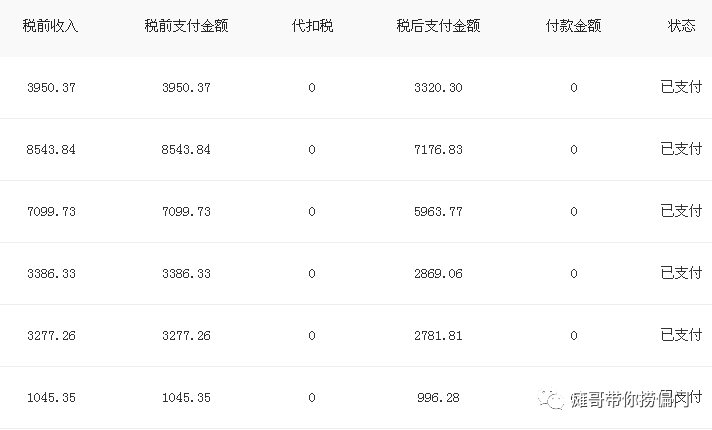 税前收入 税前支付金额 代扣税 税后支付金额 付款金额 状态
3950.37 3950.37 0 3320.30 0 已支付
8543.84 8543.84 0 7176.83 0 已支付
7099.73 7099.73 0 5963.77 0 已支付
3386.33 3386.33 0 2869.06 0 已支付
3277.26 3277.26 0 2781.81 0 已支付
1045.35 1045.35 0 996.28
哥带你捞偏门